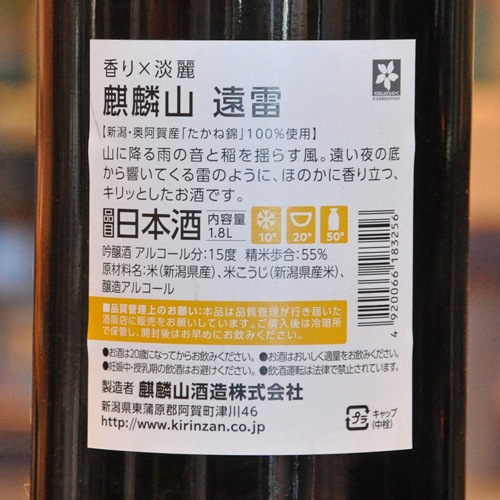 香り×淡麗
麒麟山 遠雷
【新潟・奥阿賀産「たかね錦」100%使用】
山に降る雨の音と稲を揺らす風。遠い夜の底
から響いてくる雷のように、ほのかに香り立つ、
キリッとしたお酒です。
品目 日本酒 内容量 1.8L
10° 20° 50°
吟醸酒 アルコール分:15度 精米歩合:55%
原材料名:米(新潟県産)、米こうじ(新潟県産米)、
醸造アルコール
■品質管理上のお願い:本品は品質管理が行き届いた
酒販店に販売をお願いしています。ご購入後は冷暗所
で保管し、開封後はお早めにお飲みください。
●お酒は20歳になってからお飲みください。●お酒はおいしく適量をお飲みください。
●妊娠中・授乳期の飲酒はお避けください。●飲酒運転は法律で禁止されています。
製造者 麒麟山酒造株式会社
新潟県東蒲原郡阿賀町津川46
http://www.kirinzan.co.jp
プラ キャップ
(中栓)
4920066183256